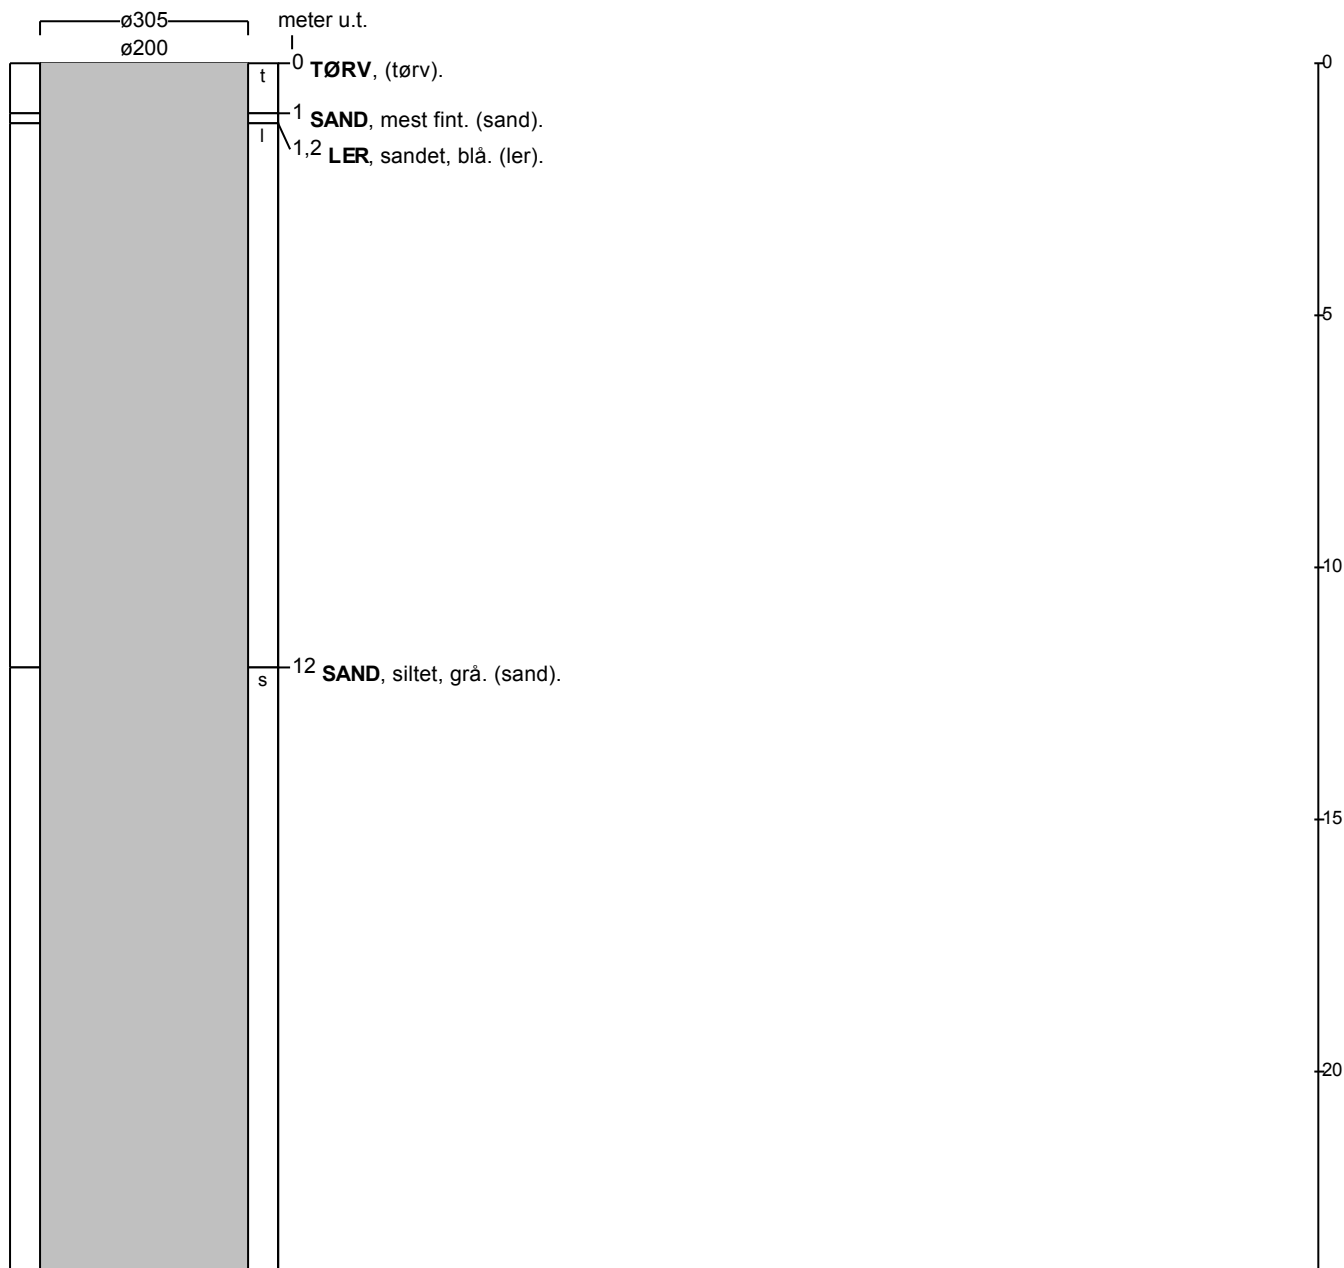 ø305 meter u.t.
ø200
0 TØRV, (tørv). 0
t
1 SAND, mest fint. (sand).
l
1,2 LER, sandet, blå. (ler).
5
10
12 SAND, siltet, grå. (sand).
s
15
20